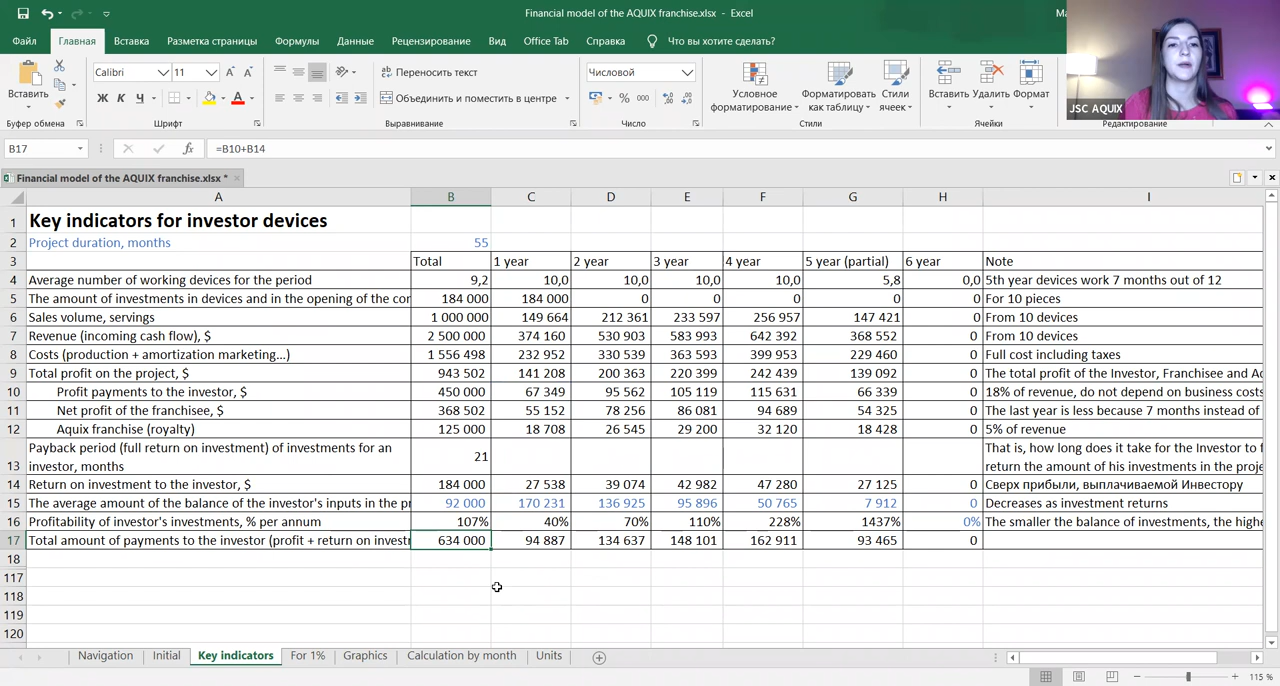 Financial model of the AQUIX franchise.xlsx - Excel
Файл Главная Вставка Разметка страницы Формулы Данные Рецензирование Вид Office Tab Справка Что вы хотите сделать?
Вставить Calibri 11 Ж К Ч Переносить текст Объединить и поместить в центре Числовой % 000 Условное форматирование Форматировать как таблицу Стили ячеек Вставить Удалить Формат
Буфер обмена Шрифт Выравнивание Число Стили Ячейки Редактирование
JSC AQUIX
B17 fx =B10+B14
Financial model of the AQUIX franchise.xlsx *
A B C D E F G H I
1 Key indicators for investor devices
2 Project duration, months 55
3 Total 1 year 2 year 3 year 4 year 5 year (partial) 6 year Note
4 Average number of working devices for the period 9,2 10,0 10,0 10,0 10,0 5,8 0,0 5th year devices work 7 months out of 12
5 The amount of investments in devices and in the opening of the 184 000 184 000 0 0 0 0 0 For 10 pieces
6 Sales volume, servings 1 000 000 149 664 212 361 233 597 256 957 147 421 0 From 10 devices
7 Revenue (incoming cash flow), $ 2 500 000 374 160 530 903 583 993 642 392 368 552 0 From 10 devices
8 Costs (production + amortization marketing...) 1 556 498 232 952 330 539 363 593 399 953 229 460 0 Full cost including taxes
9 Total profit on the project, $ 943 502 141 208 200 363 220 399 242 439 139 092 0 The total profit of the Investor, Franchisee and
10 Profit payments to the investor, $ 450 000 67 349 95 562 105 119 115 631 66 339 0 18% of revenue, do not depend on business costs
11 Net profit of the franchisee, $ 368 502 55 152 78 256 86 081 94 689 54 325 0 The last year is less because 7 months instead of
12 Aquix franchise (royalty) 125 000 18 708 26 545 29 200 32 120 18 428 0 5% of revenue
13 Payback period (full return on investment) of investments for an investor, months 21 That is, how long does it take for the Investor to return the amount of his investments in the
14 Return on investment to the investor, $ 184 000 27 538 39 074 42 982 47 280 27 125 0 Сверх прибыли, выплачиваемой Инвестору
15 The average amount of the balance of the investor's inputs in the 92 000 170 231 136 925 95 896 50 765 7 912 0 Decreases as investment returns
16 Profitability of investor's investments, % per annum 107% 40% 70% 110% 228% 1437% 0% The smaller the balance of investments, the
17 Total amount of payments to the investor (profit + return on 634 000 94 887 134 637 148 101 162 911 93 465 0
18
117
118
119
120
Navigation Initial Key indicators For 1% Graphics Calculation by month Units
115 %